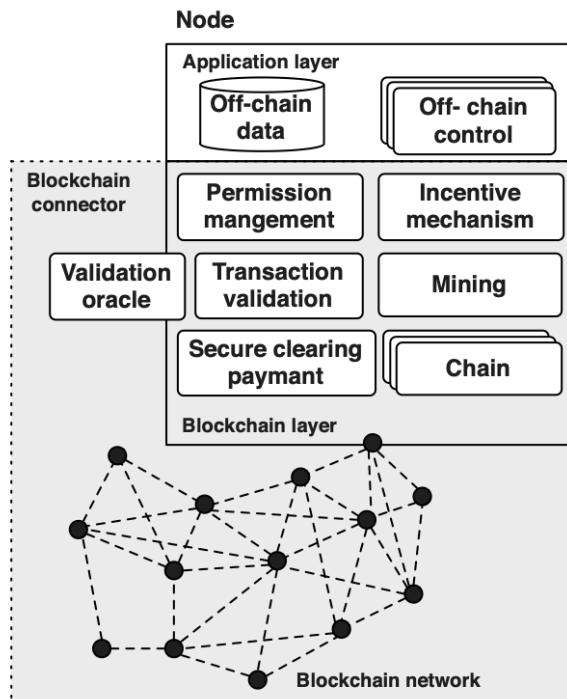 Node
Application layer
Off-chain
data
Off- chain
control
Blockchain
connector
Permission
mangement
Incentive
mechanism
Validation
oracle
Transaction
validation
Mining
Secure clearing
paymant
Chain
Blockchain layer
Blockchain network